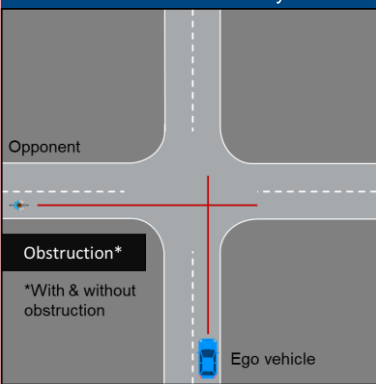 Opponent
Obstruction*
*With & without
obstruction
Ego vehicle